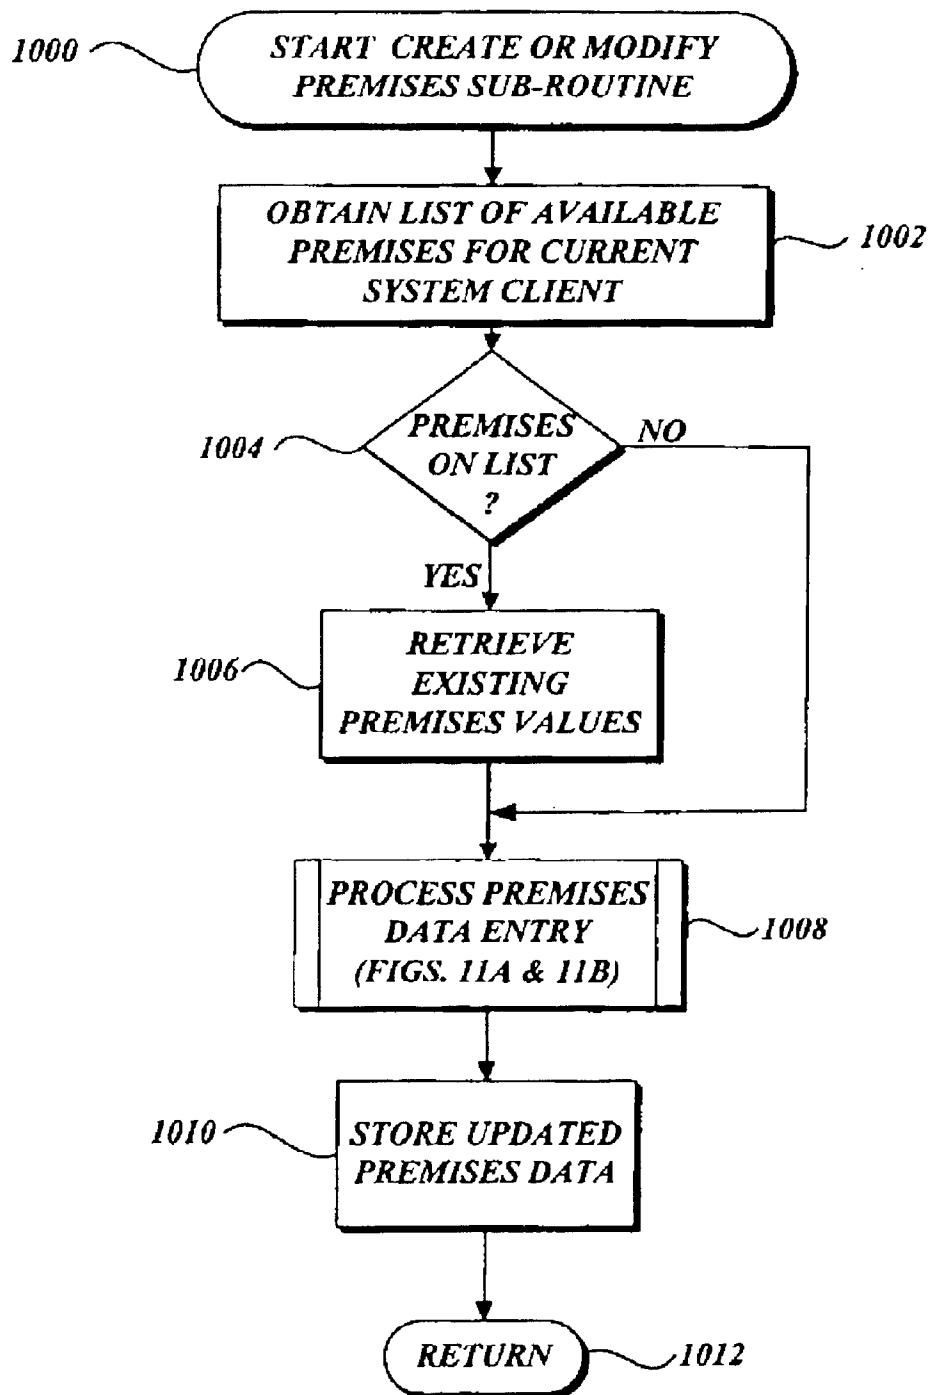 1000
START CREATE OR MODIFY
PREMISES SUB-ROUTINE
OBTAIN LIST OF AVAILABLE
PREMISES FOR CURRENT
SYSTEM CLIENT
1002
1004
PREMISES
ON LIST
?
NO
YES
1006
RETRIEVE
EXISTING
PREMISES VALUES
PROCESS PREMISES
DATA ENTRY
(FIGS. 11A & 11B)
1008
1010
STORE UPDATED
PREMISES DATA
RETURN
1012